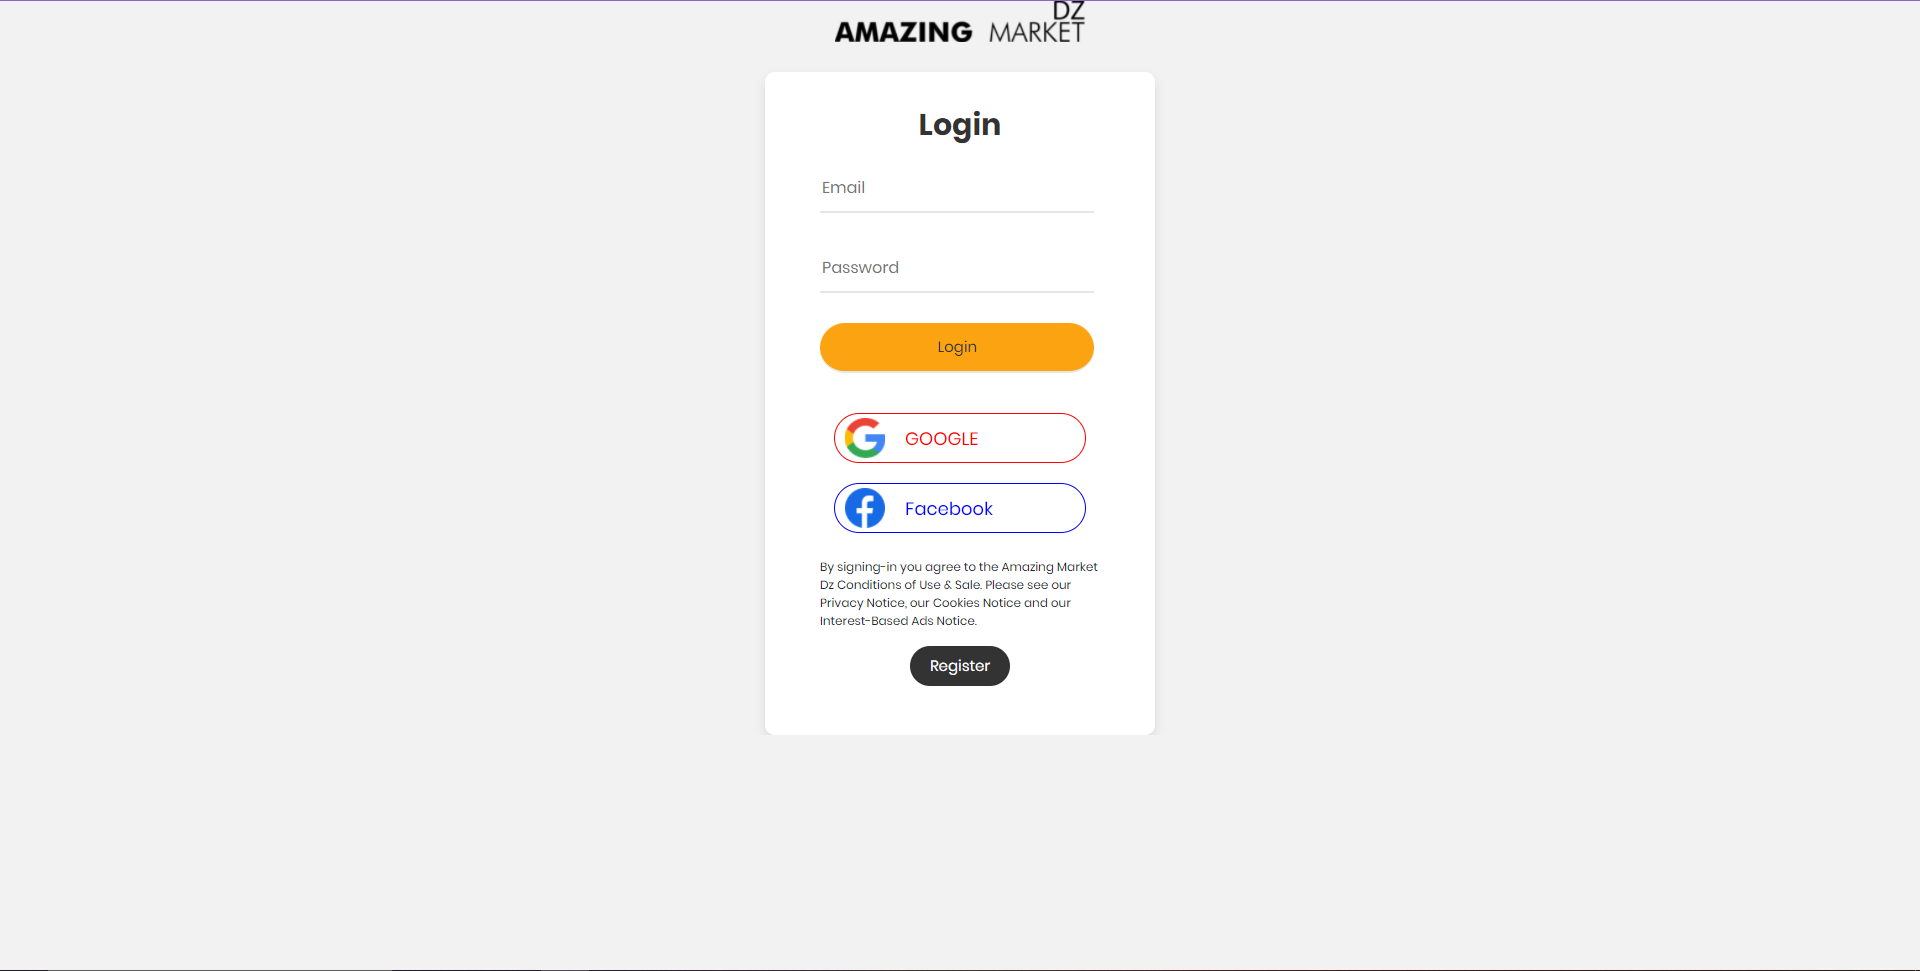 DZ
AMAZING MARKET
Login
Email
Password
Login
GOOGLE
Facebook
By signing-in you agree to the Amazing Market
Dz Conditions of Use & Sale. Please see our
Privacy Notice, our Cookies Notice and our
Interest-Based Ads Notice.
Register